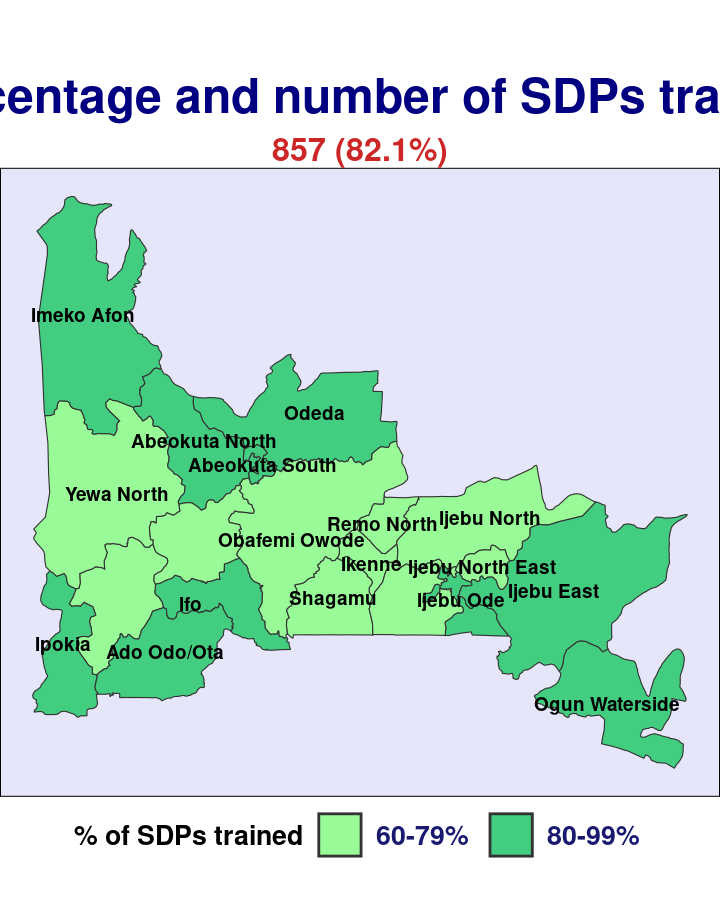 centage and number of SDPs tra
857 (82.1%)
Imeko Afon
Odeda
Abeokuta North
Abeokuta South
Yewa North
Remo North
Ijebu North
Obafemi Owode
Ikenne
Ijebu North East
Ijebu East
Shagamu
Ijebu Ode
Ifo
Ipokia
Ado Odo/Ota
Ogun Waterside
% of SDPs trained
60-79%
80-99%